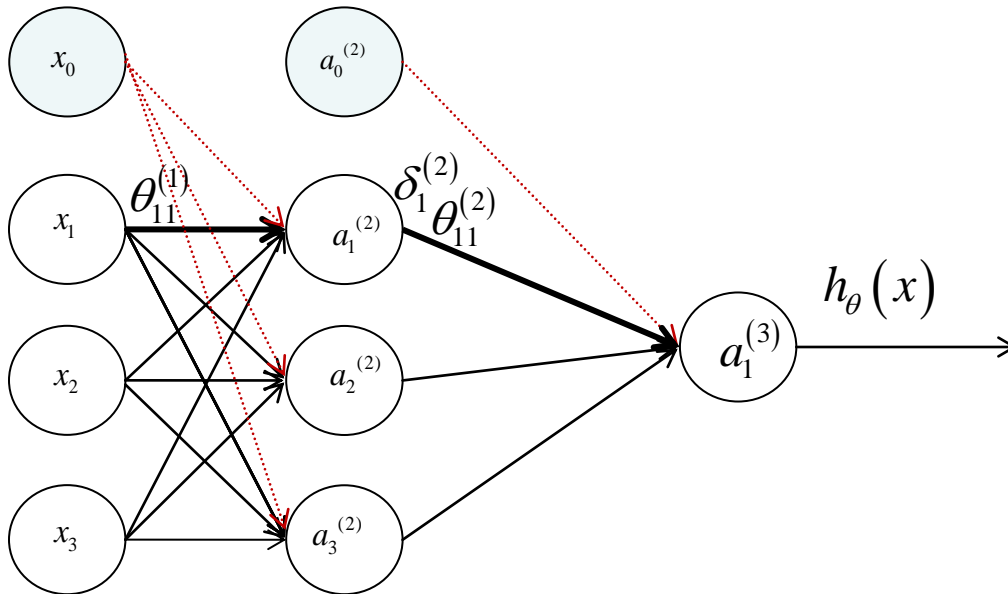 x₀
a₀⁽²⁾
θ₁₁⁽¹⁾
δ₁⁽²⁾
θ₁₁⁽²⁾
x₁
a₁⁽²⁾
h_θ(x)
a₁⁽³⁾
x₂
a₂⁽²⁾
x₃
a₃⁽²⁾